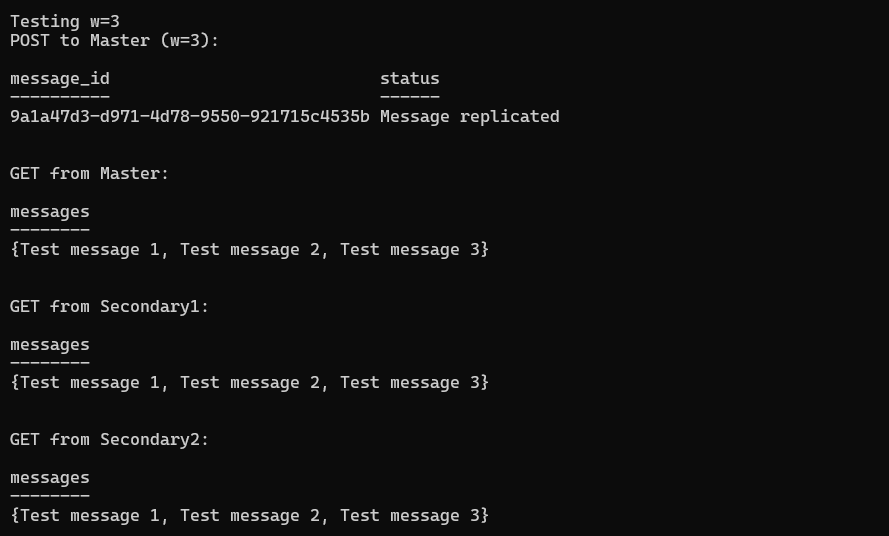 Testing w=3
POST to Master (w=3):
message_id                           status
----------                           ------
9a1a47d3-d971-4d78-9550-921715c4535b Message replicated
GET from Master:
messages
--------
{Test message 1, Test message 2, Test message 3}
GET from Secondary1:
messages
--------
{Test message 1, Test message 2, Test message 3}
GET from Secondary2:
messages
--------
{Test message 1, Test message 2, Test message 3}